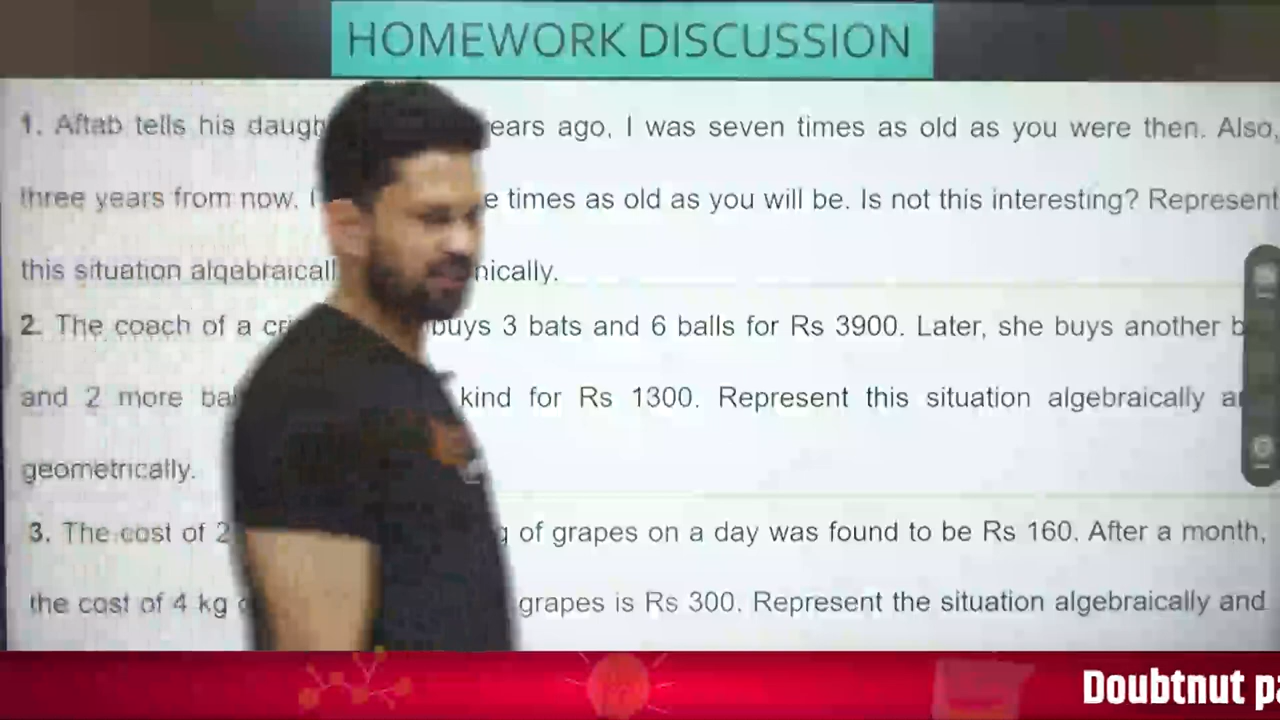 HOMEWORK DISCUSSION
1. Aftab tells his daugh ears ago, I was seven times as old as you were then. Also,
three years from now, I e times as old as you will be. Is not this interesting? Represent
this situation algebraicall nically.
2. The coach of a cri buys 3 bats and 6 balls for Rs 3900. Later, she buys another b
and 2 more bal kind for Rs 1300. Represent this situation algebraically a
geometrically.
3. The cost of 2 g of grapes on a day was found to be Rs 160. After a month,
the cost of 4 kg grapes is Rs 300. Represent the situation algebraically and
Doubtnut pa